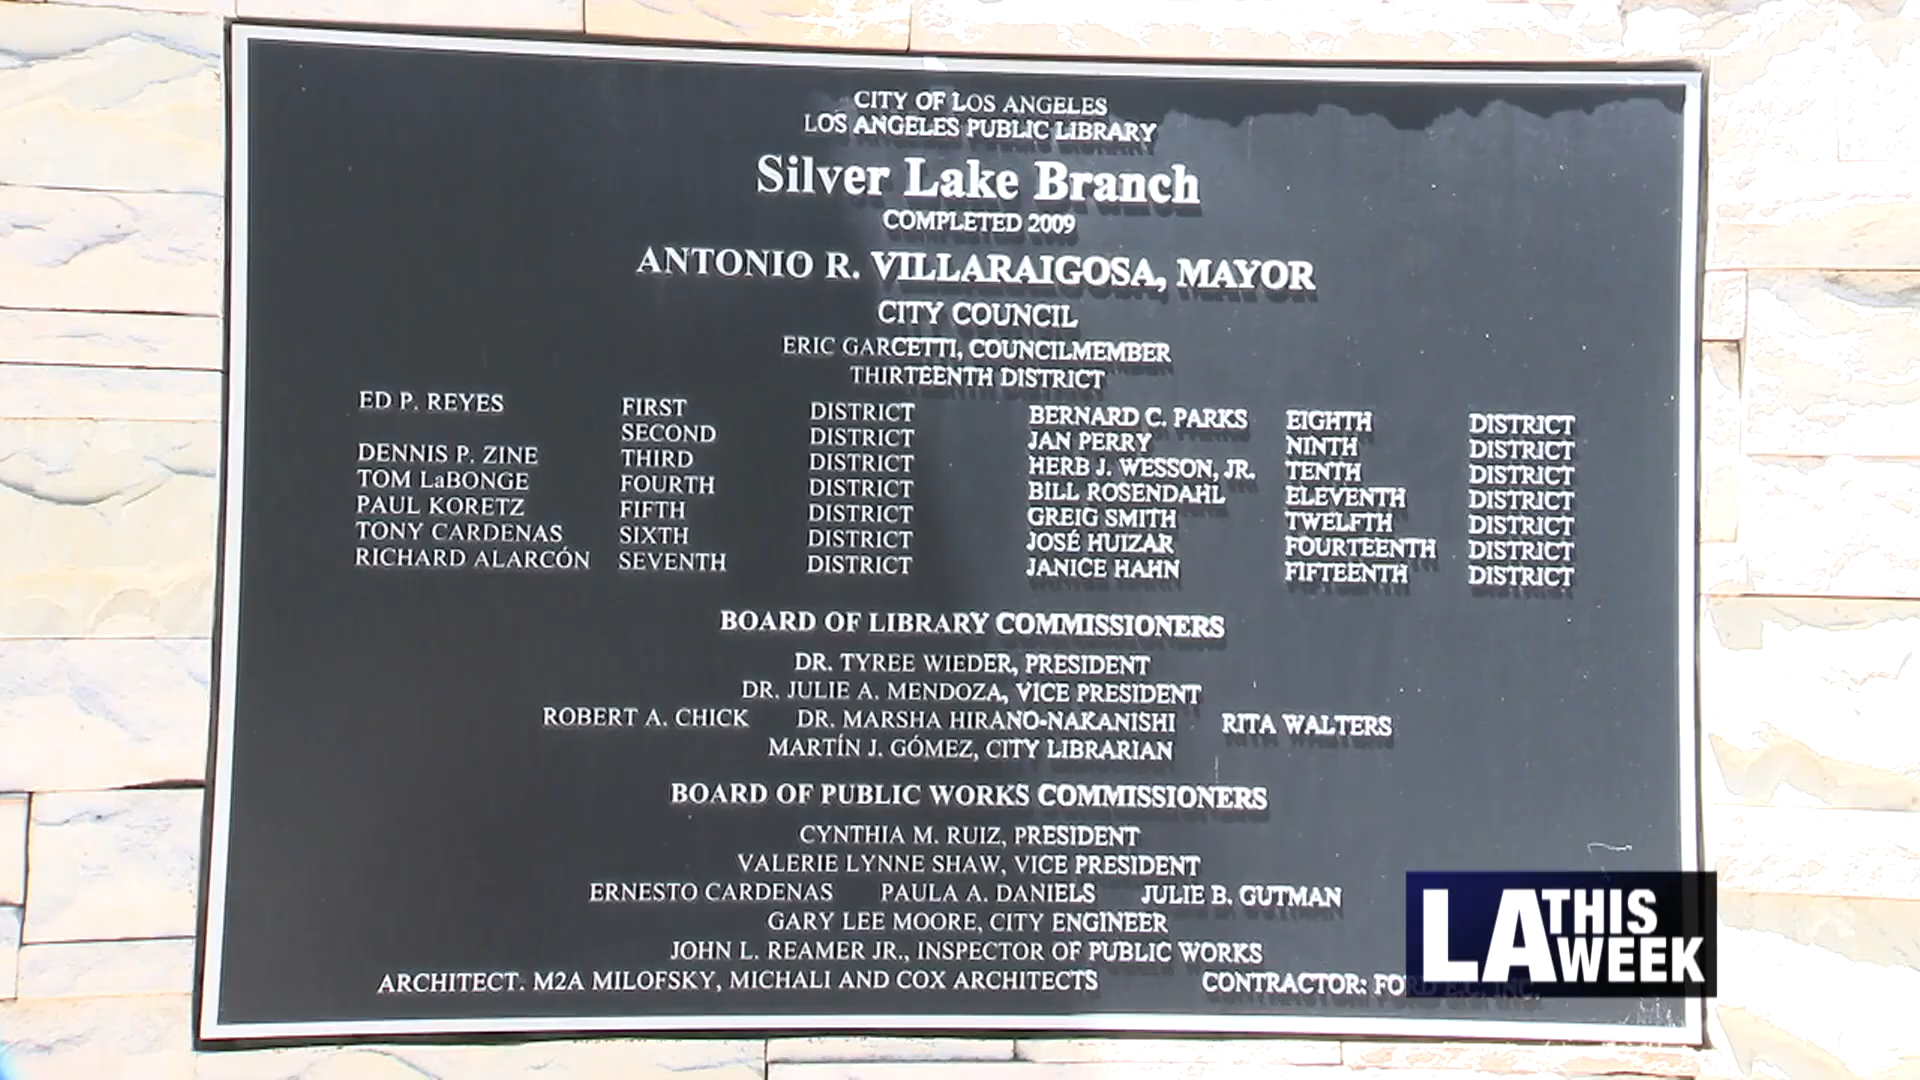 CITY OF LOS ANGELES
LOS ANGELES PUBLIC LIBRARY
Silver Lake Branch
COMPLETED 2009
ANTONIO R. VILLARAIGOSA, MAYOR
CITY COUNCIL
ERIC GARCETTI, COUNCILMEMBER
THIRTEENTH DISTRICT
ED P. REYES FIRST DISTRICT BERNARD C. PARKS EIGHTH DISTRICT
SECOND DISTRICT JAN PERRY NINTH DISTRICT
DENNIS P. ZINE THIRD DISTRICT HERB J. WESSON, JR. TENTH DISTRICT
TOM LaBONGE FOURTH DISTRICT BILL ROSENDAHL ELEVENTH DISTRICT
PAUL KORETZ FIFTH DISTRICT GREIG SMITH TWELFTH DISTRICT
TONY CARDENAS SIXTH DISTRICT JOSÉ HUIZAR FOURTEENTH DISTRICT
RICHARD ALARCÓN SEVENTH DISTRICT JANICE HAHN FIFTEENTH DISTRICT
BOARD OF LIBRARY COMMISSIONERS
DR. TYREE WIEDER, PRESIDENT
DR. JULIE A. MENDOZA, VICE PRESIDENT
ROBERT A. CHICK DR. MARSHA HIRANO-NAKANISHI RITA WALTERS
MARTÍN J. GÓMEZ, CITY LIBRARIAN
BOARD OF PUBLIC WORKS COMMISSIONERS
CYNTHIA M. RUIZ, PRESIDENT
VALERIE LYNNE SHAW, VICE PRESIDENT
ERNESTO CARDENAS PAULA A. DANIELS JULIE B. GUTMAN
GARY LEE MOORE, CITY ENGINEER
JOHN L. REAMER JR., INSPECTOR OF PUBLIC WORKS
ARCHITECT. M2A MILOFSKY, MICHALI AND COX ARCHITECTS CONTRACTOR: FORD E.C. INC.
LA THIS WEEK